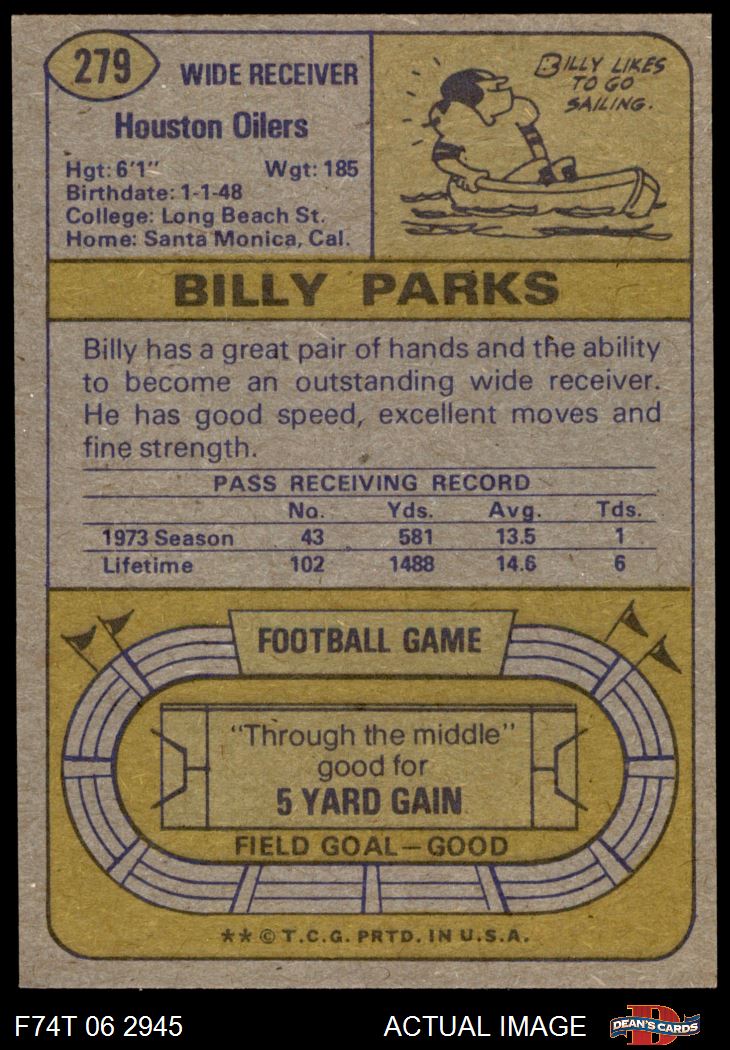 279
WIDE RECEIVER
Houston Oilers
Hgt: 6'1" Wgt: 185
Birthdate: 1-1-48
College: Long Beach St.
Home: Santa Monica, Cal.
BILLY LIKES
TO GO
SAILING.
BILLY PARKS
Billy has a great pair of hands and the ability
to become an outstanding wide receiver.
He has good speed, excellent moves and
fine strength.
PASS RECEIVING RECORD
No. Yds. Avg. Tds.
1973 Season 43 581 13.5 1
Lifetime 102 1488 14.6 6
FOOTBALL GAME
"Through the middle"
good for
5 YARD GAIN
FIELD GOAL—GOOD
** © T.C.G. PRTD. IN U.S.A.
F74T 06 2945 ACTUAL IMAGE
D
DEAN'S CARDS